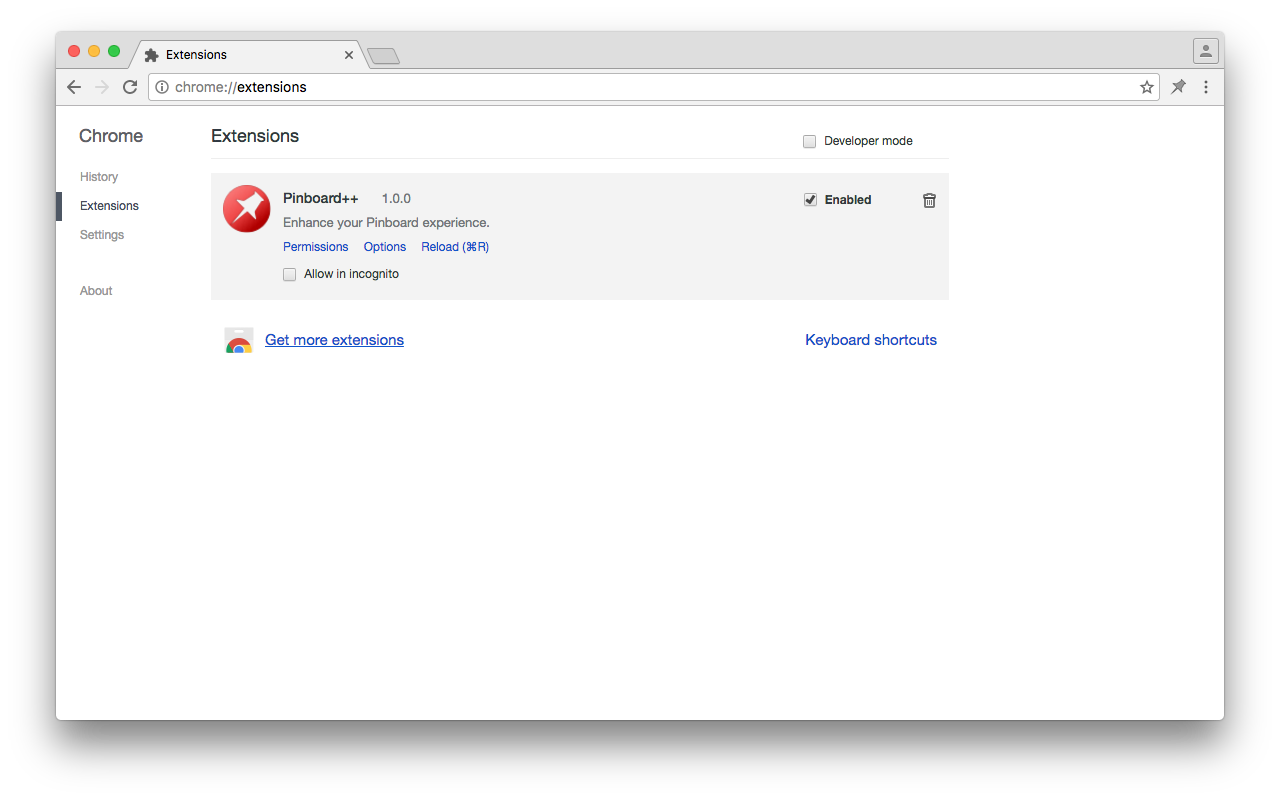 Extensions
chrome://extensions
Chrome
Extensions
Developer mode
History
Extensions
Settings
About
Pinboard++ 1.0.0
Enabled
Enhance your Pinboard experience.
Permissions Options Reload (⌘R)
Allow in incognito
Get more extensions
Keyboard shortcuts